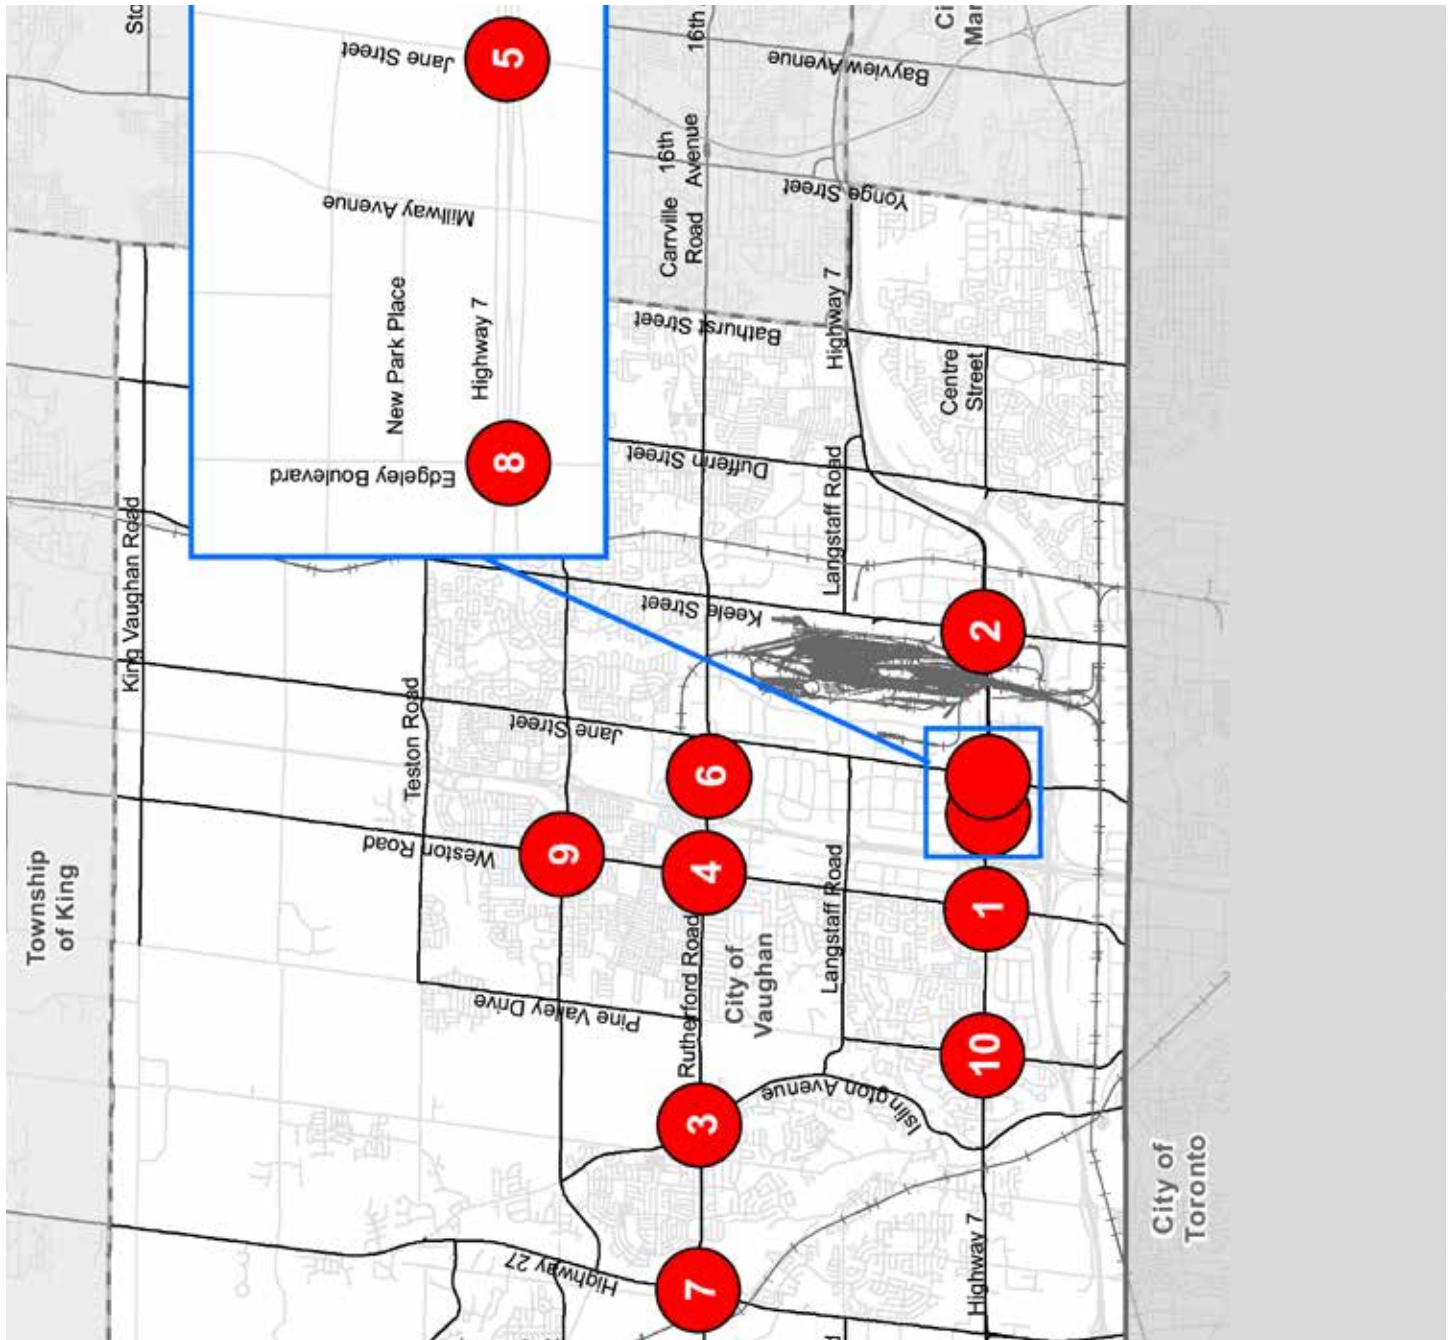 Township
of King
King Vaughan Road
Sto
Edgeley Boulevard
Millway Avenue
Jane Street
New Park Place
Highway 7
8
5
Teston Road
Weston Road
Pine Valley Drive
Jane Street
Highway 27
9
Keele Street
Dufferin Street
Bathurst Street
Carrville
Road
16th
Avenue
16th
Rutherford Road
7
3
4
6
City of
Vaughan
Yonge Street
Bayview Avenue
Islington Avenue
Langstaff Road
Langstaff Road
Highway 7
Ci
Mar
Centre
Street
Highway 7
10
1
2
City of
Toronto